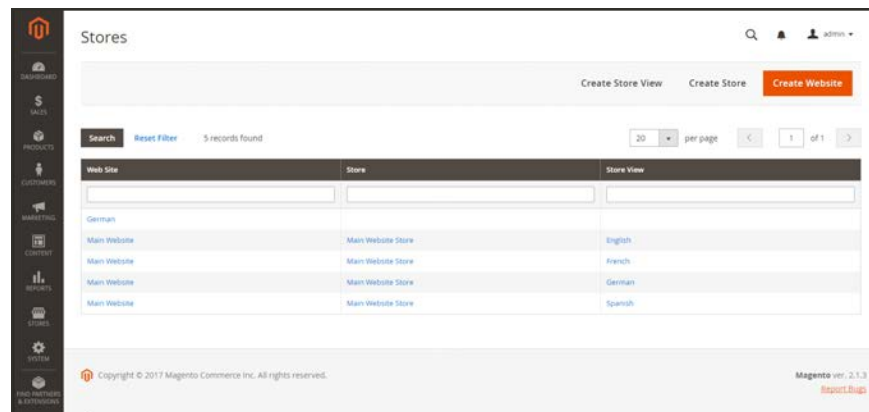 Stores
admin
DASHBOARD
SALES
PRODUCTS
CUSTOMERS
MARKETING
CONTENT
REPORTS
STORES
SYSTEM
FIND PARTNERS
& EXTENSIONS
Create Store View Create Store Create Website
Search Reset Filter 5 records found 20 per page 1 of 1
Web Site Store Store View
German
Main Website Main Website Store English
Main Website Main Website Store French
Main Website Main Website Store German
Main Website Main Website Store Spanish
Copyright © 2017 Magento Commerce Inc. All rights reserved. Magento ver. 2.1.3
Report Bugs